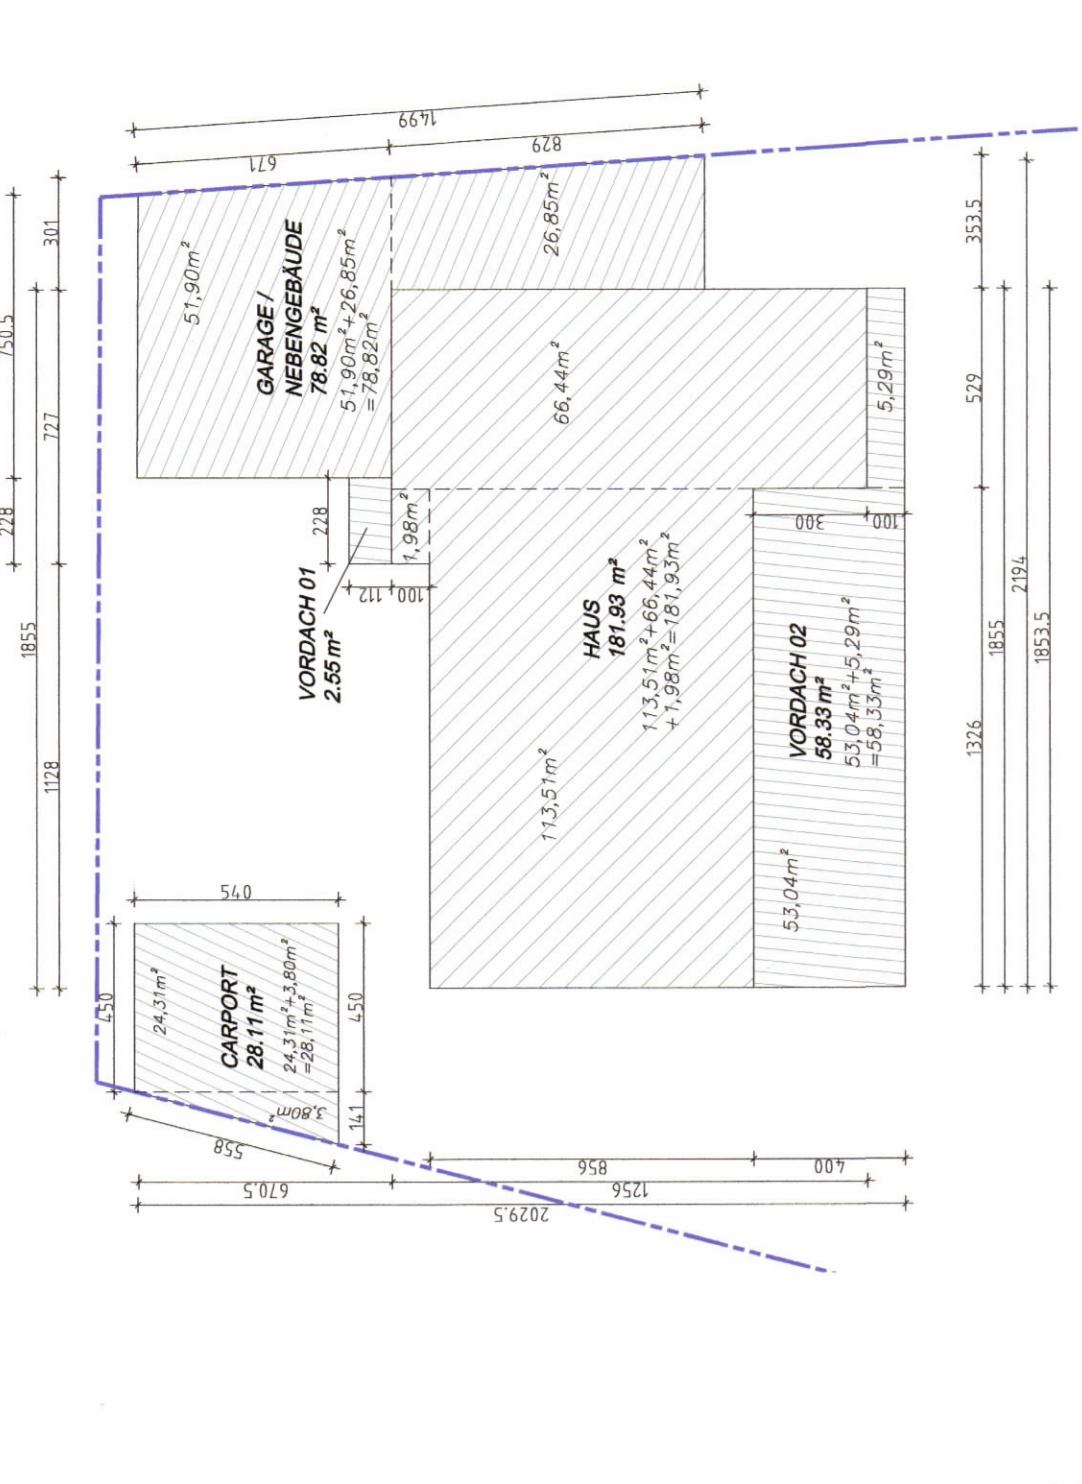 1499
671
829
301
750.5
727
228
1855
1128
51,90m²
GARAGE /
NEBENGEBÄUDE
78.82 m²
51,90m²+26,85m²
=78,82m²
26,85m²
353.5
66,44m²
5,29m²
529
228
1,98m²
112
100
VORDACH 01
2.55 m²
HAUS
181.93 m²
113,51m²+66,44m²
+1,98m²=181,93m²
113,51m²
300
100
VORDACH 02
58.33 m²
53,04m²+5,29m²
=58,33m²
53,04m²
1326
1855
2194
1853.5
540
450
24,31m²
CARPORT
28.11 m²
24,31m²+3,80m²
=28,11m²
3,80m²
450
141
558
670.5
856
400
1256
2029.5